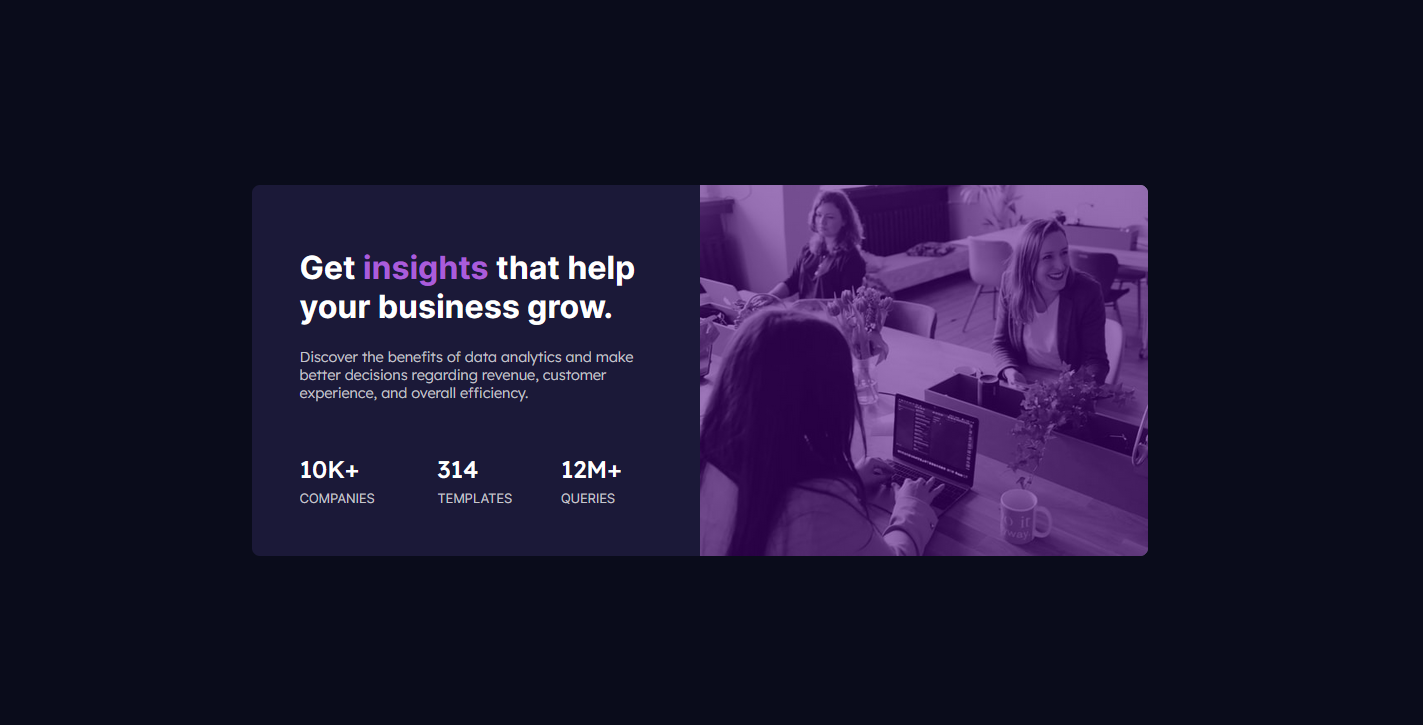 Get insights that help
your business grow.
Discover the benefits of data analytics and make
better decisions regarding revenue, customer
experience, and overall efficiency.
10K+ 314 12M+
COMPANIES TEMPLATES QUERIES